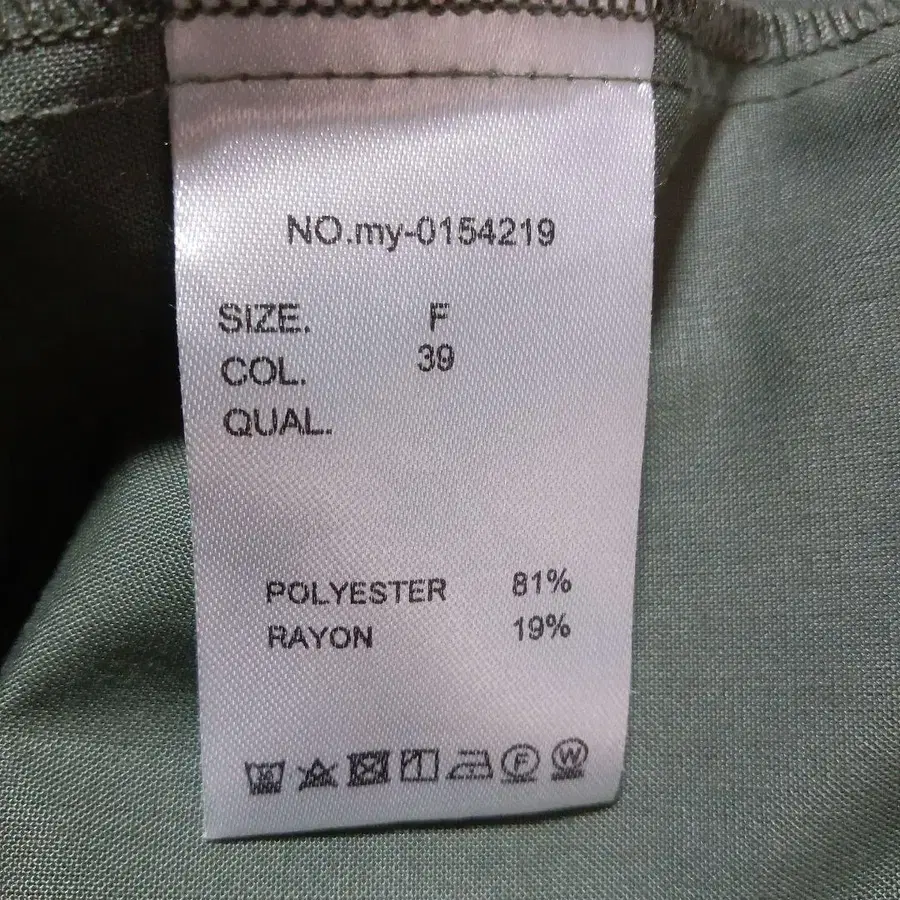 NO.my-0154219
SIZE. F
COL. 39
QUAL.
POLYESTER 81%
RAYON 19%
F W